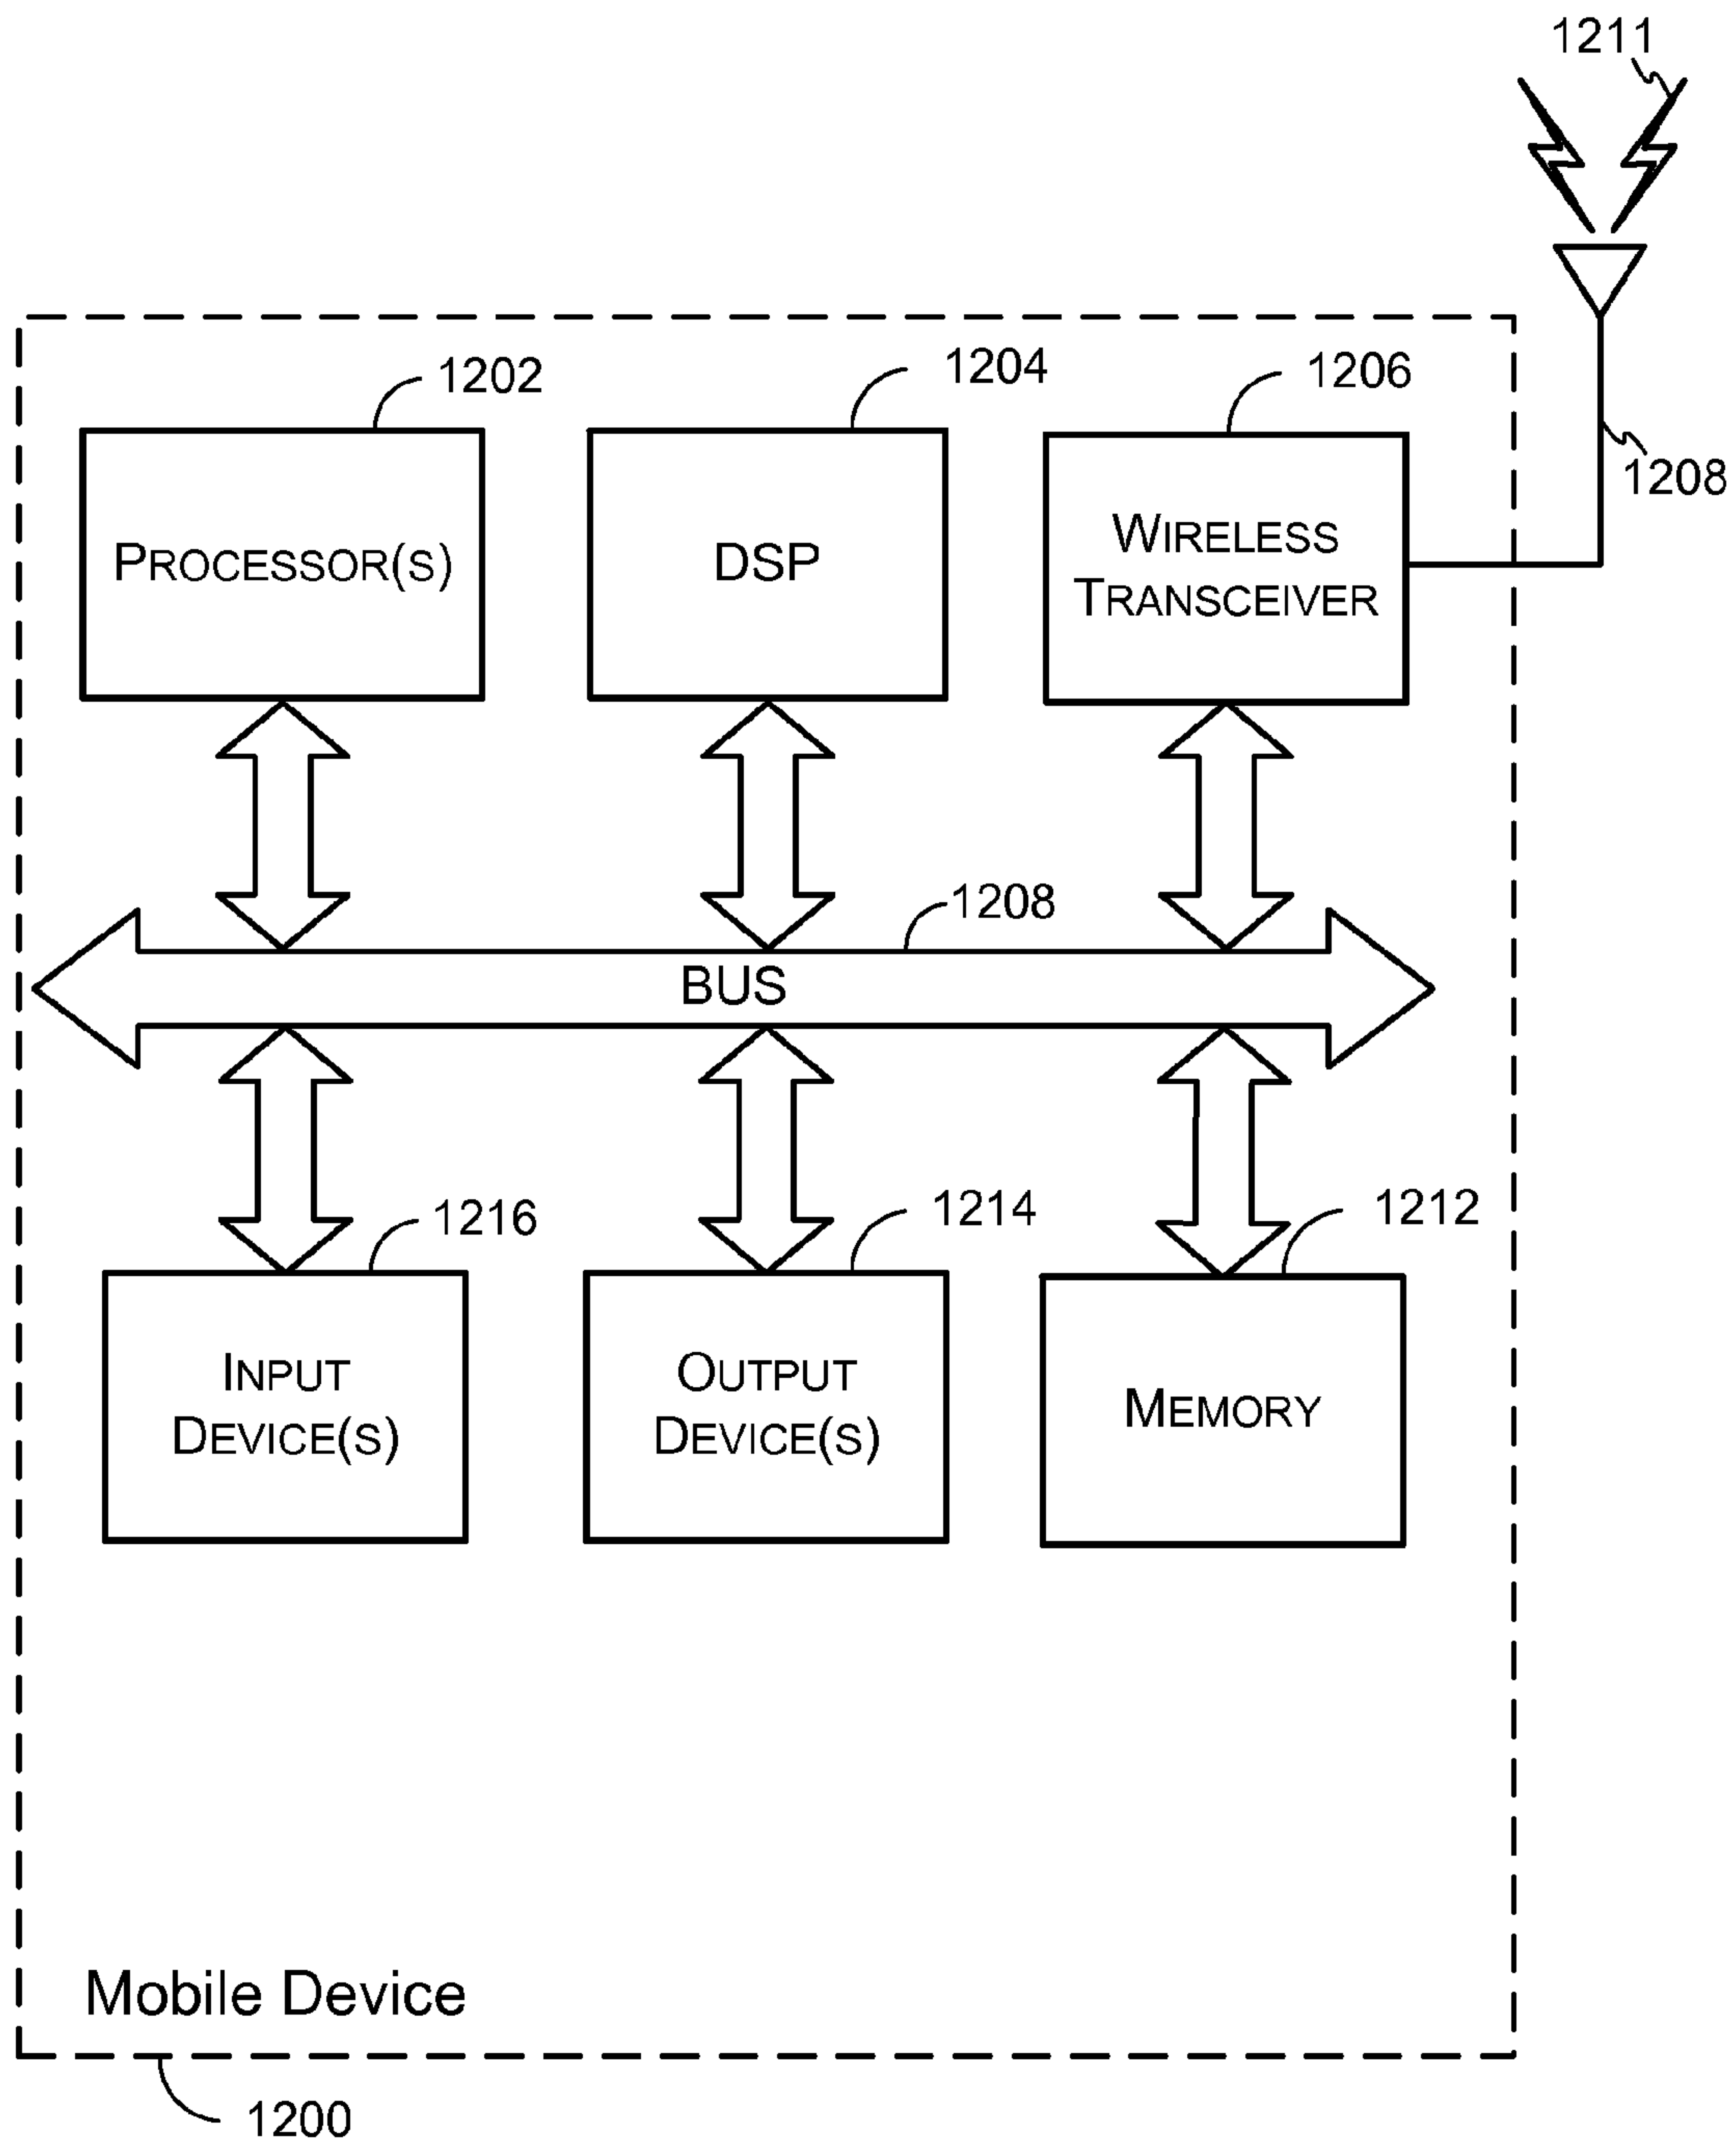 1211
1202
1204
1206
1208
PROCESSOR(S)
DSP
WIRELESS
TRANSCEIVER
1208
BUS
1216
1214
1212
INPUT
DEVICE(S)
OUTPUT
DEVICE(S)
MEMORY
Mobile Device
1200